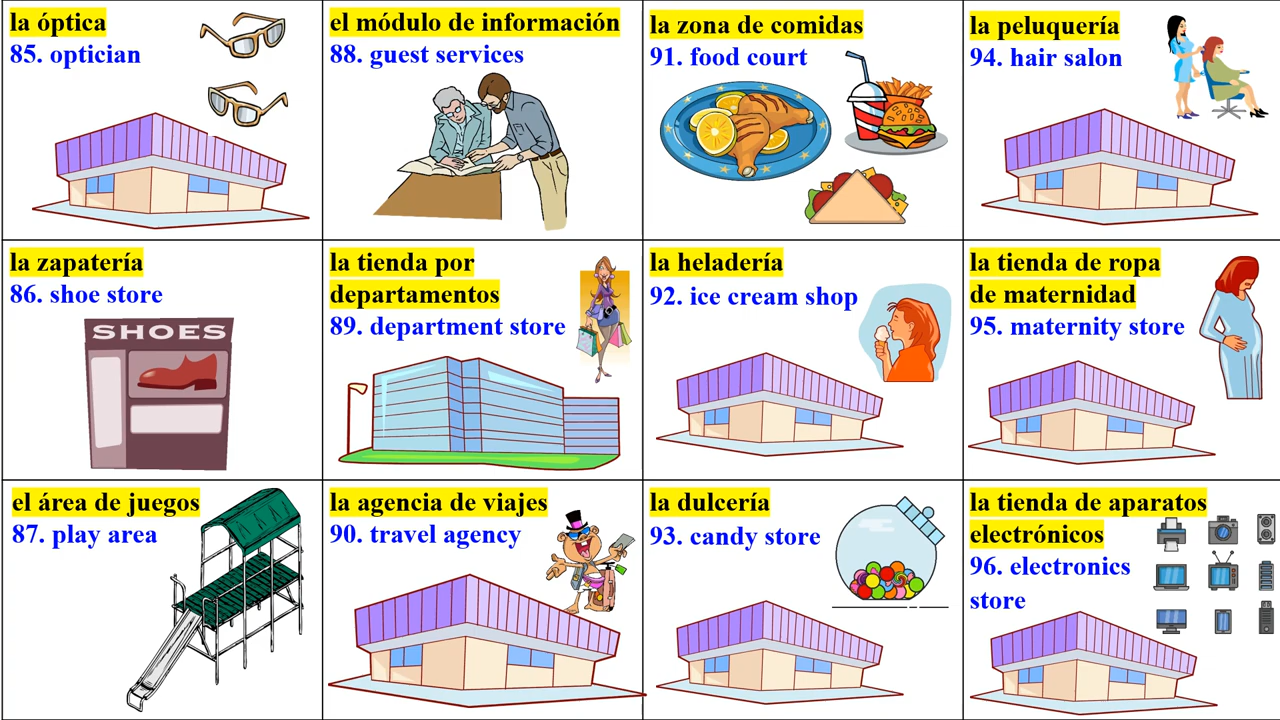 la óptica
85. optician
el módulo de información
88. guest services
la zona de comidas
91. food court
la peluquería
94. hair salon
la zapatería
86. shoe store
SHOES
la tienda por
departamentos
89. department store
la heladería
92. ice cream shop
la tienda de ropa
de maternidad
95. maternity store
el área de juegos
87. play area
la agencia de viajes
90. travel agency
la dulcería
93. candy store
la tienda de aparatos
electrónicos
96. electronics
store